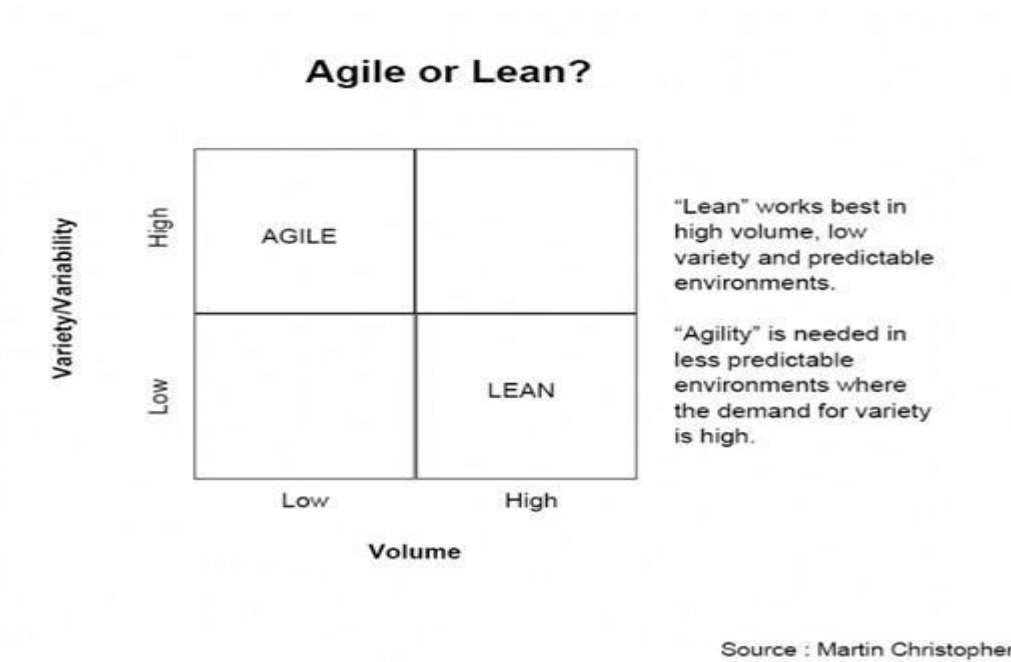 Agile or Lean?
Variety/Variability
High
Low
AGILE
LEAN
Low High
Volume
“Lean” works best in
high volume, low
variety and predictable
environments.
“Agility” is needed in
less predictable
environments where
the demand for variety
is high.
Source : Martin Christopher